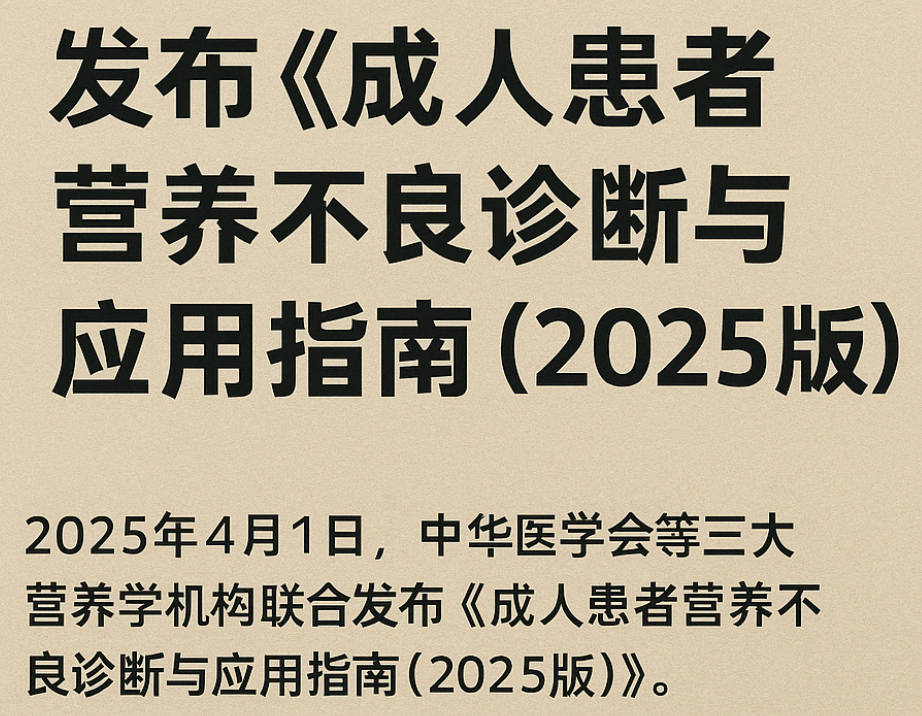 发布《成人患者
营养不良诊断与
应用指南(2025版)
2025年4月1日，中华医学会等三大
营养学机构联合发布《成人患者营养不
良诊断与应用指南(2025版)》。